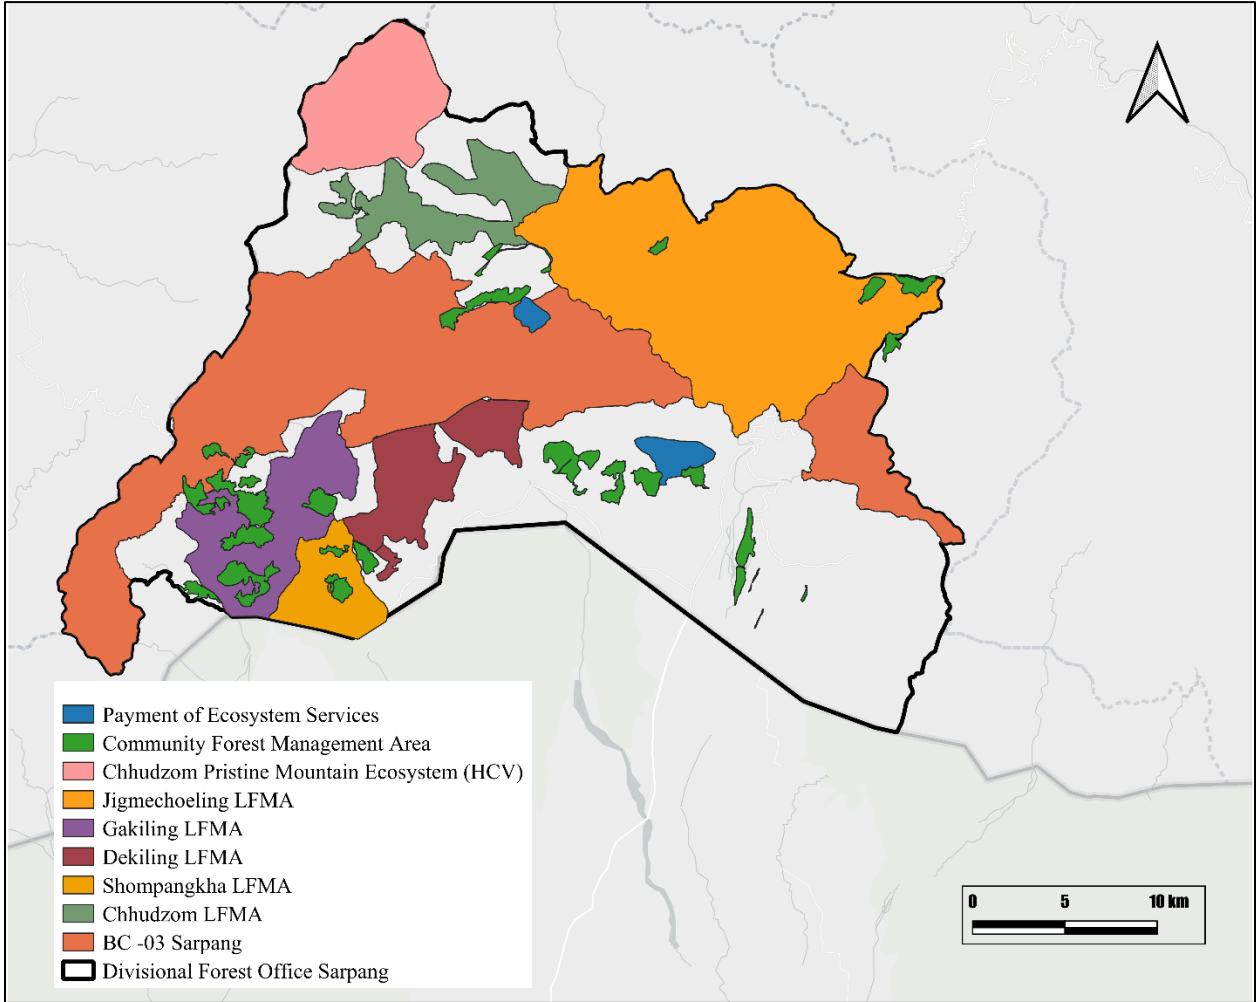 Payment of Ecosystem Services
Community Forest Management Area
Chhudzom Pristine Mountain Ecosystem (HCV)
Jigmechoeling LFMA
Gakiling LFMA
Dekiling LFMA
Shompangkha LFMA
Chhudzom LFMA
BC -03 Sarpang
Divisional Forest Office Sarpang
0 5 10 km